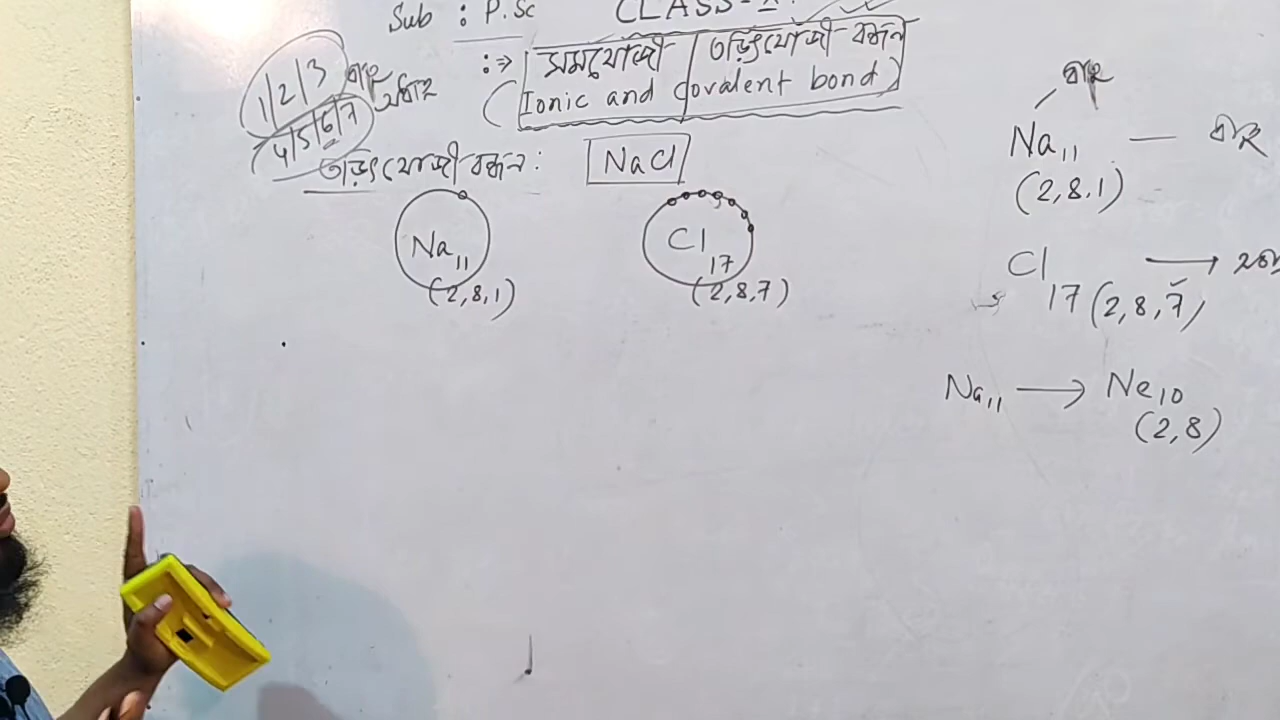 Sub : P.Sc CLASS-X
:⇒ সমযোজী / তড়িৎযোজী বন্ধন
(Ionic and Covalent bond)
1/2/3 ধাতু
4/5/6/7 অধাতু
তড়িৎযোজী বন্ধন: NaCl
Na11
(2,8,1)
Cl17
(2,8,7)
ধাতু
Na11 — ধাতু
(2,8,1)
Cl17 (2,8,7) →
Na11 → Ne10
(2,8)